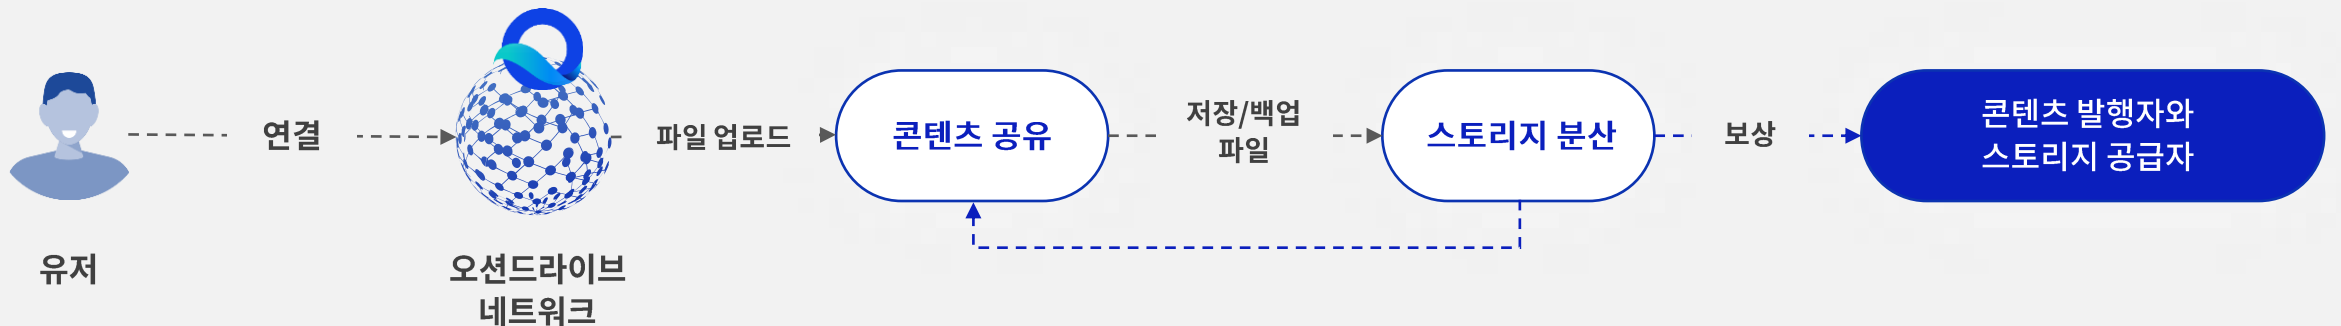 유저
연결
오션드라이브
네트워크
파일 업로드
콘텐츠 공유
저장/백업
파일
스토리지 분산
보상
콘텐츠 발행자와
스토리지 공급자